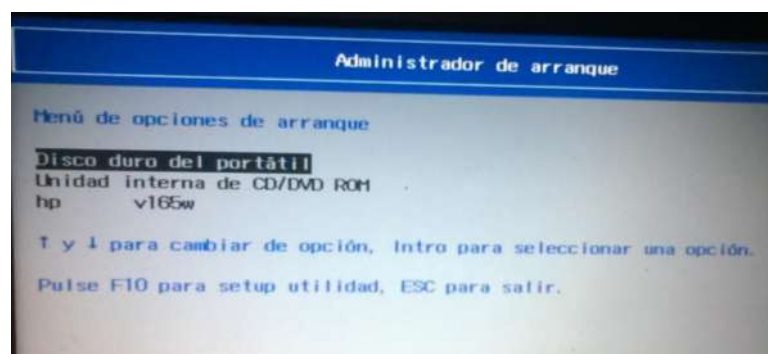 Administrador de arranque
Menú de opciones de arranque
Disco duro del portátil
Unidad interna de CD/DVD ROM
hp v165w
↑ y ↓ para cambiar de opción, Intro para seleccionar una opción.
Pulse F10 para setup utilidad, ESC para salir.